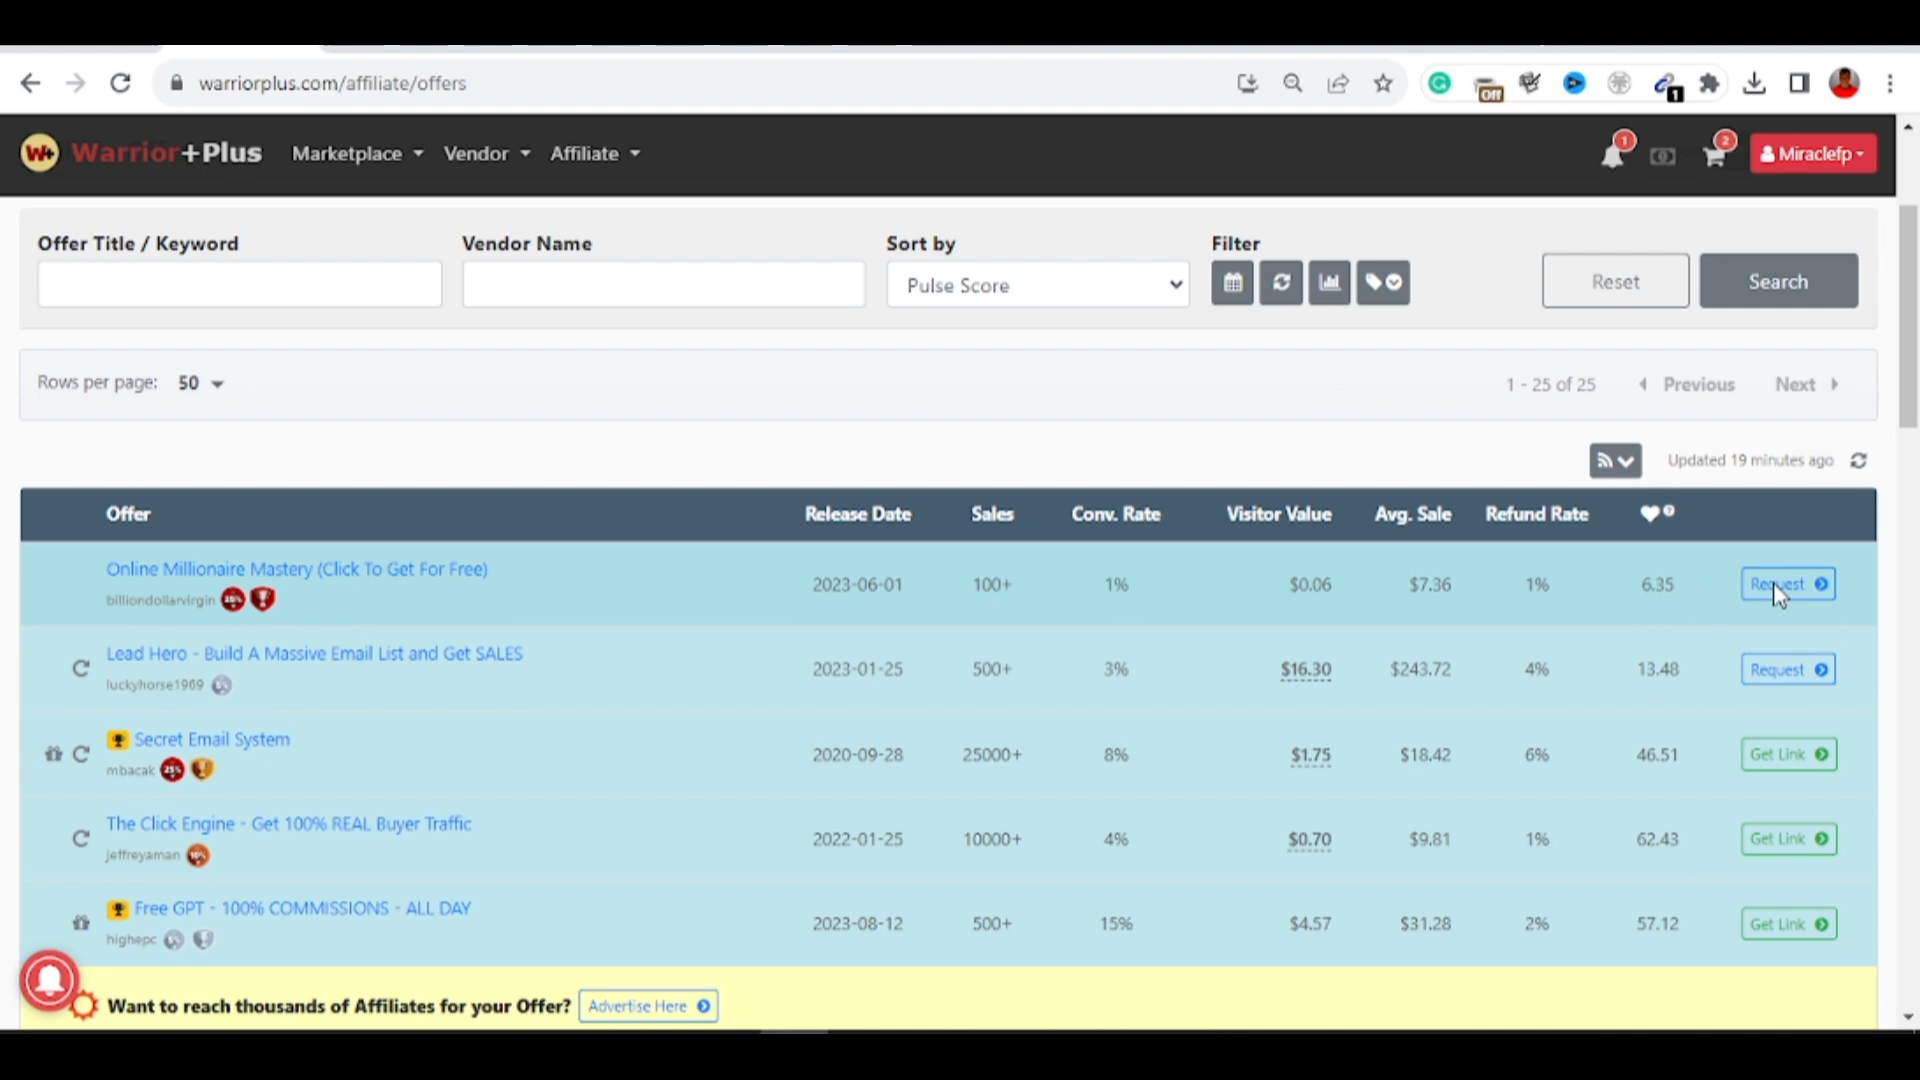 warriorplus.com/affiliate/offers
Off
1
W+ Warrior+Plus Marketplace Vendor Affiliate 1 2 Miraclefp
Offer Title / Keyword Vendor Name Sort by Filter
Pulse Score Reset Search
Rows per page: 50 1 - 25 of 25 Previous Next
Updated 19 minutes ago
Offer Release Date Sales Conv. Rate Visitor Value Avg. Sale Refund Rate
Online Millionaire Mastery (Click To Get For Free) 2023-06-01 100+ 1% $0.06 $7.36 1% 6.35 Request
billiondollarvirgin
Lead Hero - Build A Massive Email List and Get SALES 2023-01-25 500+ 3% $16.30 $243.72 4% 13.48 Request
luckyhorse1969
Secret Email System 2020-09-28 25000+ 8% $1.75 $18.42 6% 46.51 Get Link
mbacak 25%
The Click Engine - Get 100% REAL Buyer Traffic 2022-01-25 10000+ 4% $0.70 $9.81 1% 62.43 Get Link
jeffreyaman 10%
Free GPT - 100% COMMISSIONS - ALL DAY 2023-08-12 500+ 15% $4.57 $31.28 2% 57.12 Get Link
highepc
Want to reach thousands of Affiliates for your Offer? Advertise Here